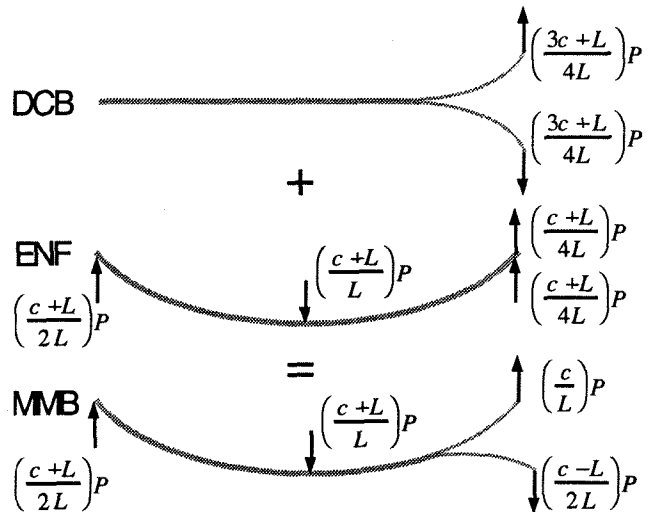 (3c+L / 4L)P
DCB
(3c+L / 4L)P
+
ENF
(c+L / 4L)P
(c+L / L)P
(c+L / 2L)P
(c+L / 4L)P
=
MMB
(c / L)P
(c+L / L)P
(c+L / 2L)P
(c-L / 2L)P